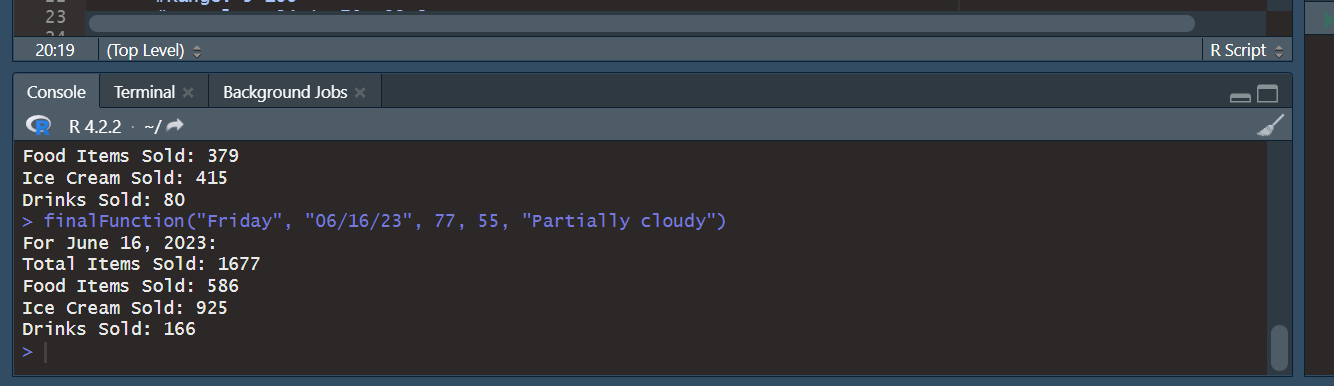 23
20:19 (Top Level) R Script
Console Terminal Background Jobs
R 4.2.2 · ~/
Food Items Sold: 379
Ice Cream Sold: 415
Drinks Sold: 80
> finalFunction("Friday", "06/16/23", 77, 55, "Partially cloudy")
For June 16, 2023:
Total Items Sold: 1677
Food Items Sold: 586
Ice Cream Sold: 925
Drinks Sold: 166
>